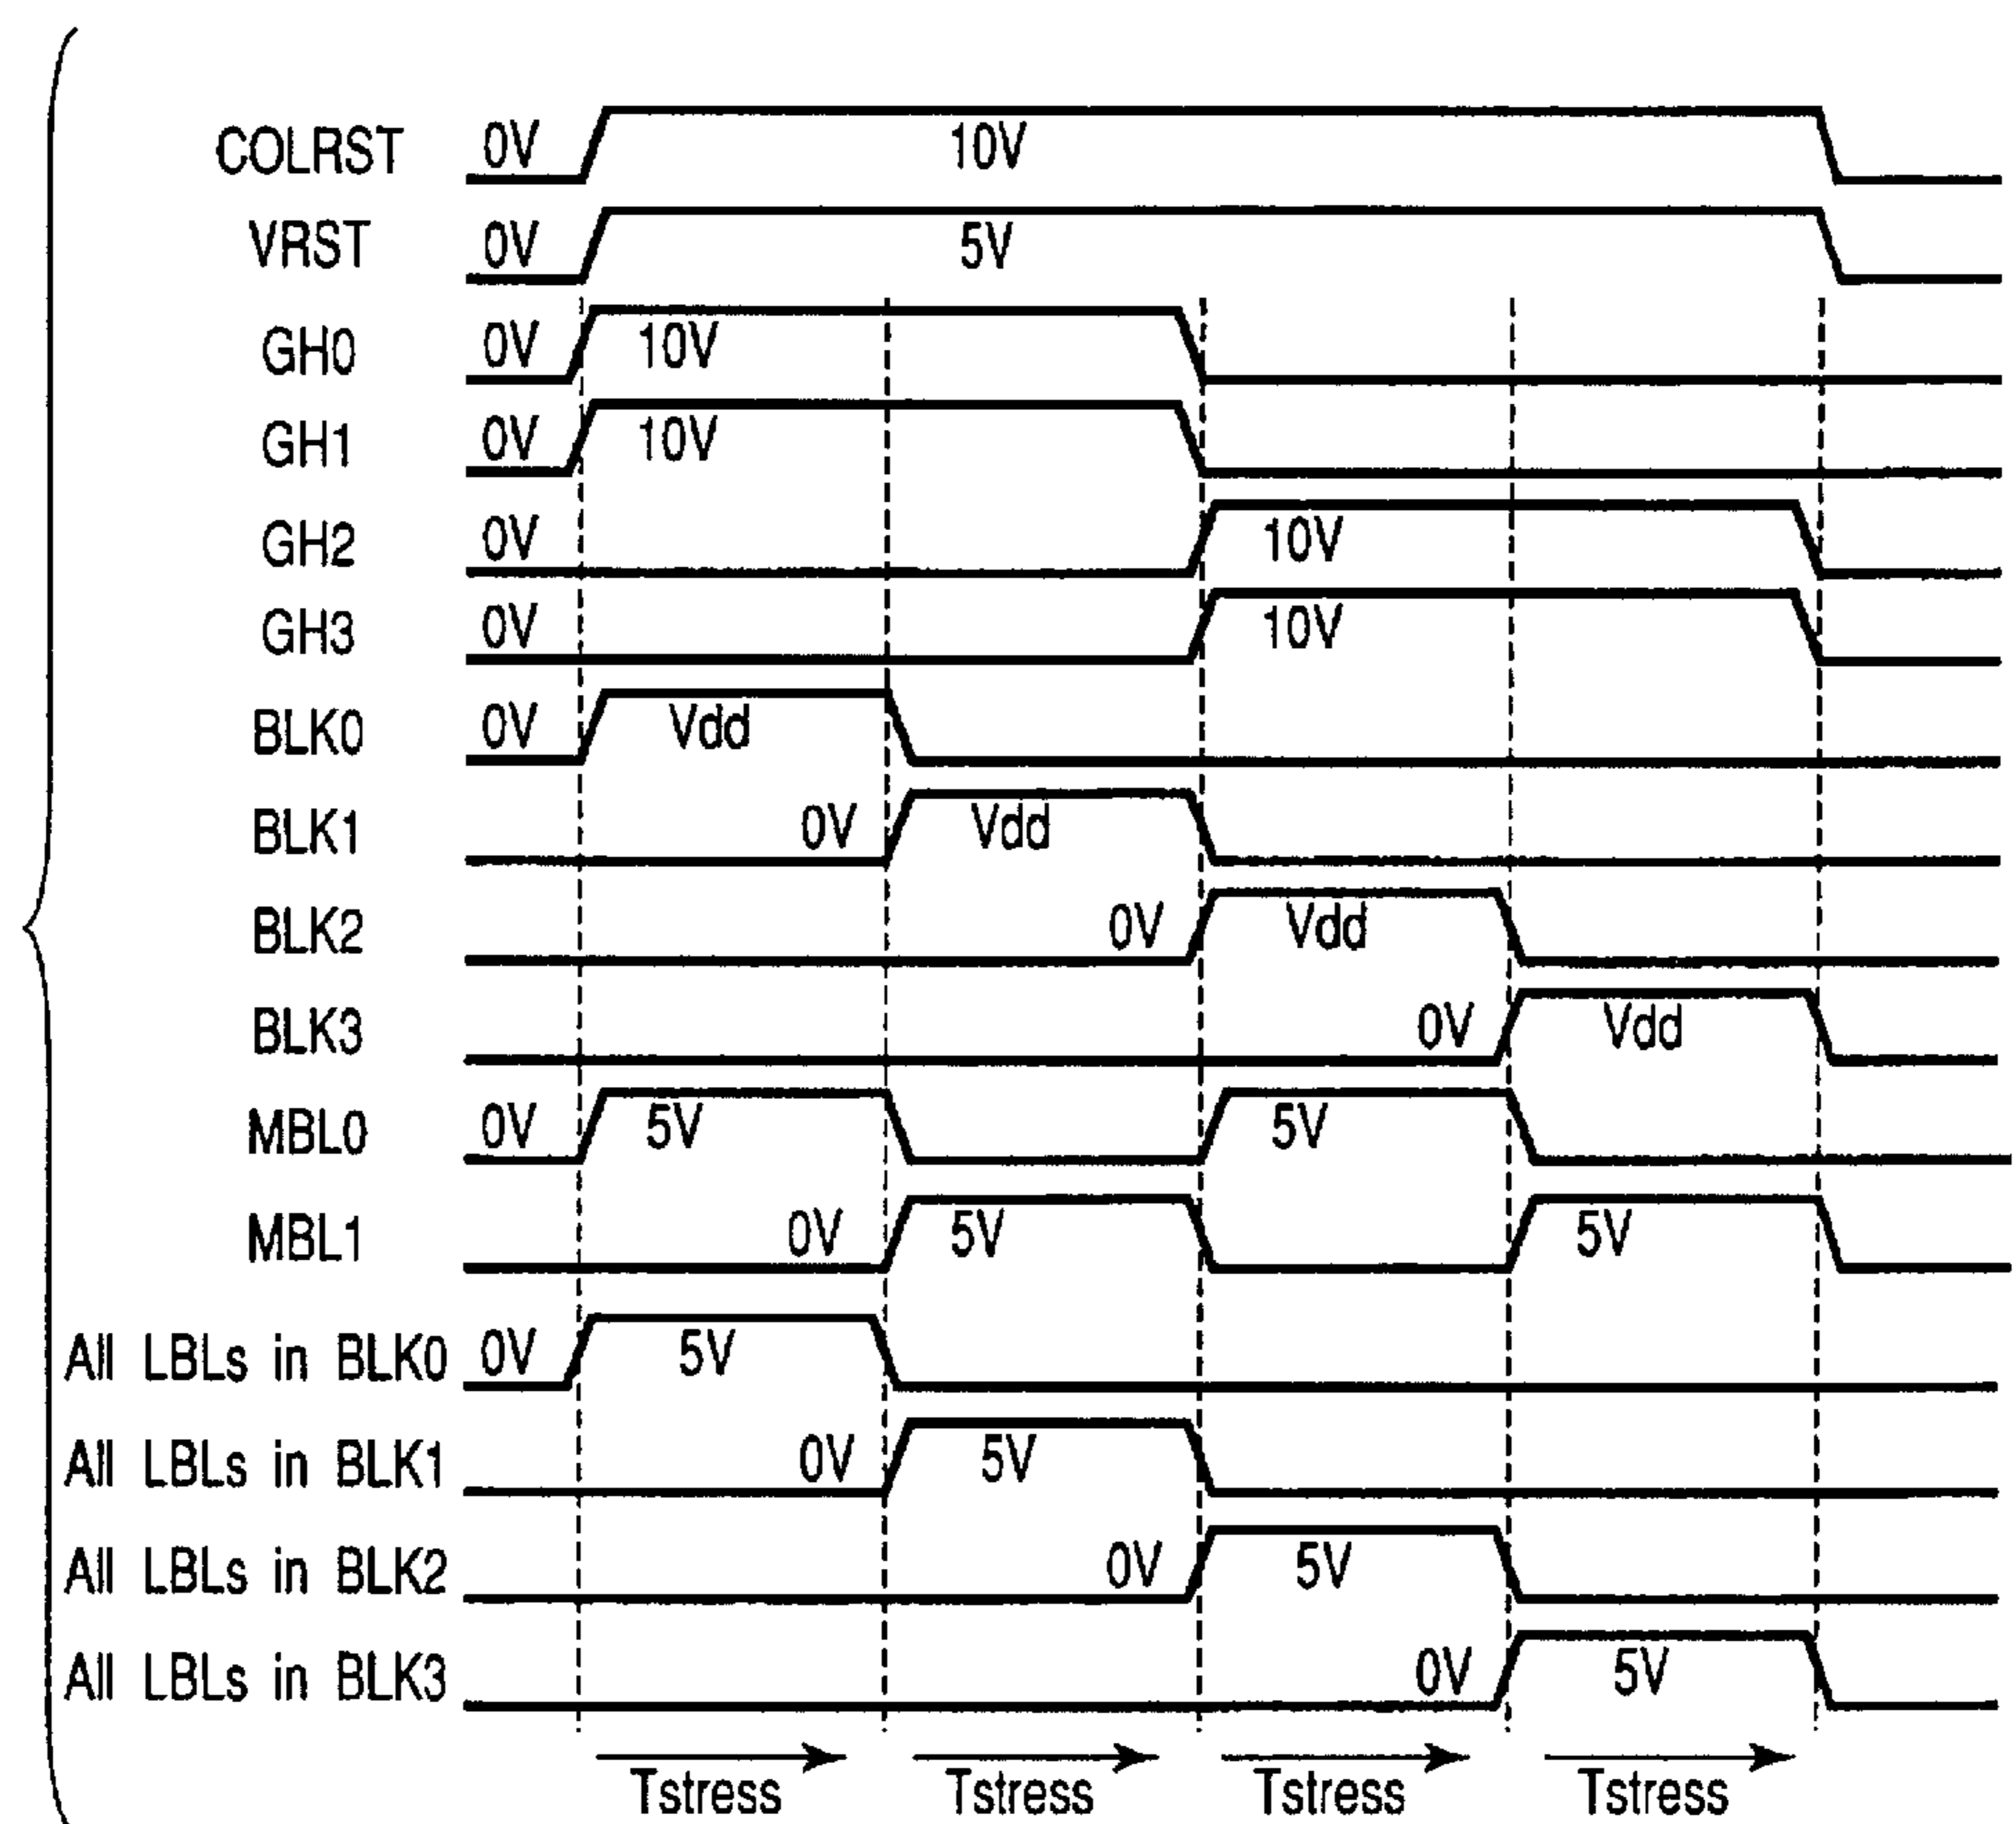 COLRST 0V 10V
VRST 0V 5V
GH0 0V 10V
GH1 0V 10V
GH2 0V 10V
GH3 0V 10V
BLK0 0V Vdd
BLK1 0V Vdd
BLK2 0V Vdd
BLK3 0V Vdd
MBL0 0V 5V 5V
MBL1 0V 5V 5V
All LBLs in BLK0 0V 5V
All LBLs in BLK1 0V 5V
All LBLs in BLK2 0V 5V
All LBLs in BLK3 0V 5V
Tstress Tstress Tstress Tstress